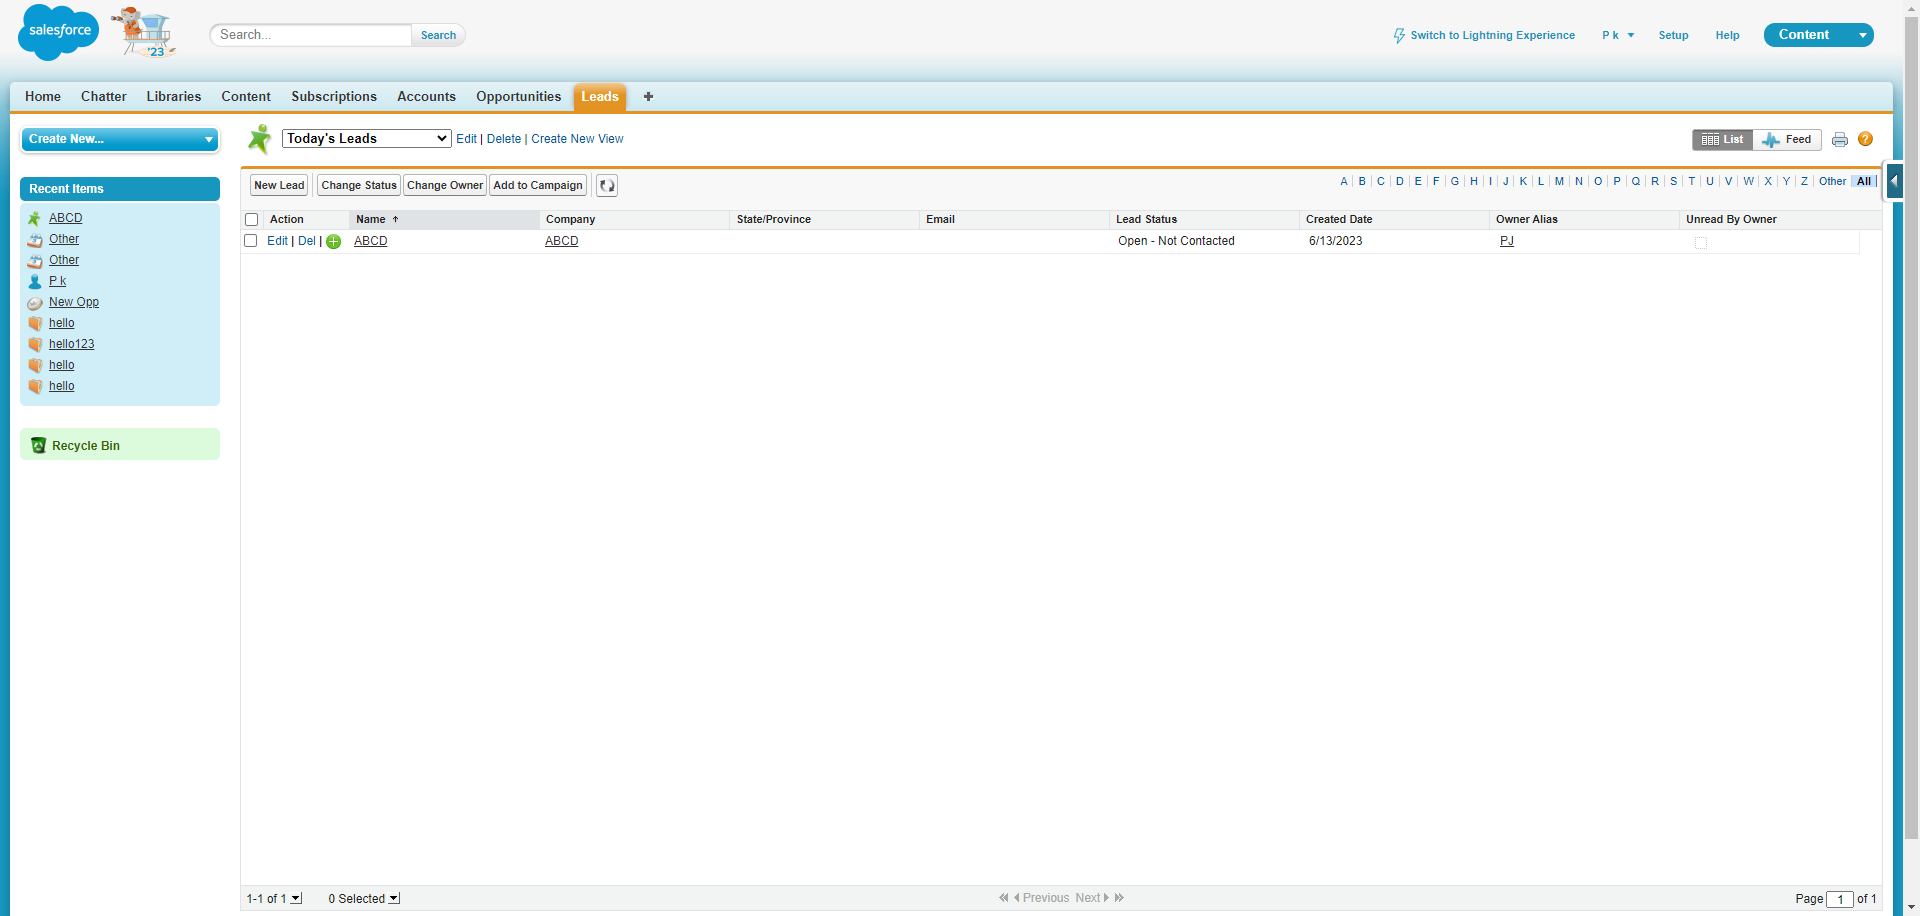 salesforce
'23
Search...
Search
Switch to Lightning Experience
P k
Setup
Help
Content
Home Chatter Libraries Content Subscriptions Accounts Opportunities Leads +
Create New...
Recent Items
ABCD
Other
Other
P k
New Opp
hello
hello123
hello
hello
Recycle Bin
Today's Leads
Edit | Delete | Create New View
List
Feed
?
New Lead
Change Status
Change Owner
Add to Campaign
A B C D E F G H I J K L M N O P Q R S T U V W X Y Z Other All
Action Name Company State/Province Email Lead Status Created Date Owner Alias Unread By Owner
Edit | Del | ABCD ABCD Open - Not Contacted 6/13/2023 PJ
1-1 of 1
0 Selected
Previous Next
Page 1 of 1